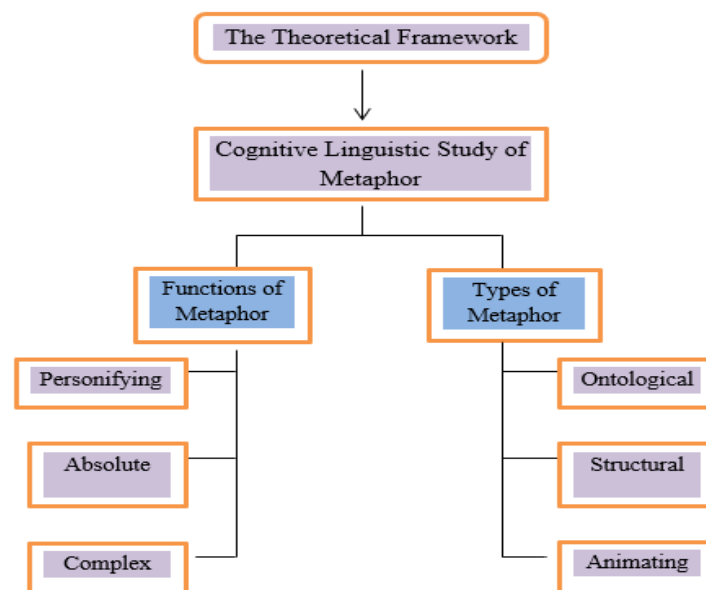 The Theoretical Framework
Cognitive Linguistic Study of
Metaphor
Functions of
Metaphor
Types of
Metaphor
Personifying
Ontological
Absolute
Structural
Complex
Animating